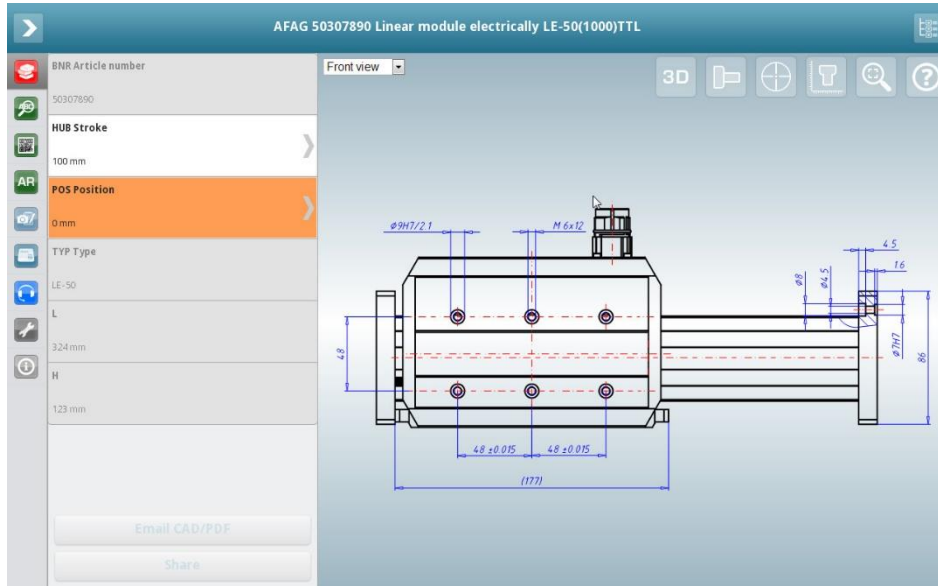 AFAG 50307890 Linear module electrically LE-50(1000)TTL
BNR Article number
50307890
HUB Stroke
100 mm
POS Position
0 mm
TYP Type
LE-50
L
324 mm
H
123 mm
Email CAD/PDF
Share
AR
Front view
3D
?
Ø9H7/2.1
M 6x12
4.5
1.6
Ø8
Ø4.5
Ø7H7
86
48
48 ±0.015
48 ±0.015
(177)